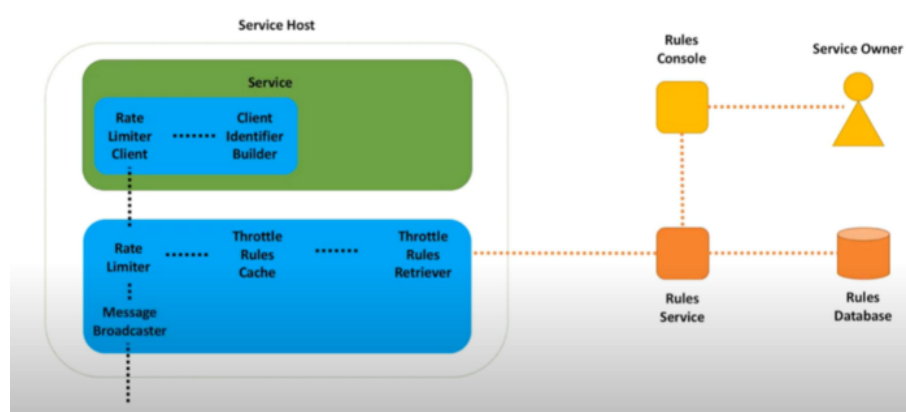 Service Host
Rules
Console
Service Owner
Service
Rate
Limiter
Client
Client
Identifier
Builder
Rate
Limiter
Throttle
Rules
Cache
Throttle
Rules
Retriever
Message
Broadcaster
Rules
Service
Rules
Database